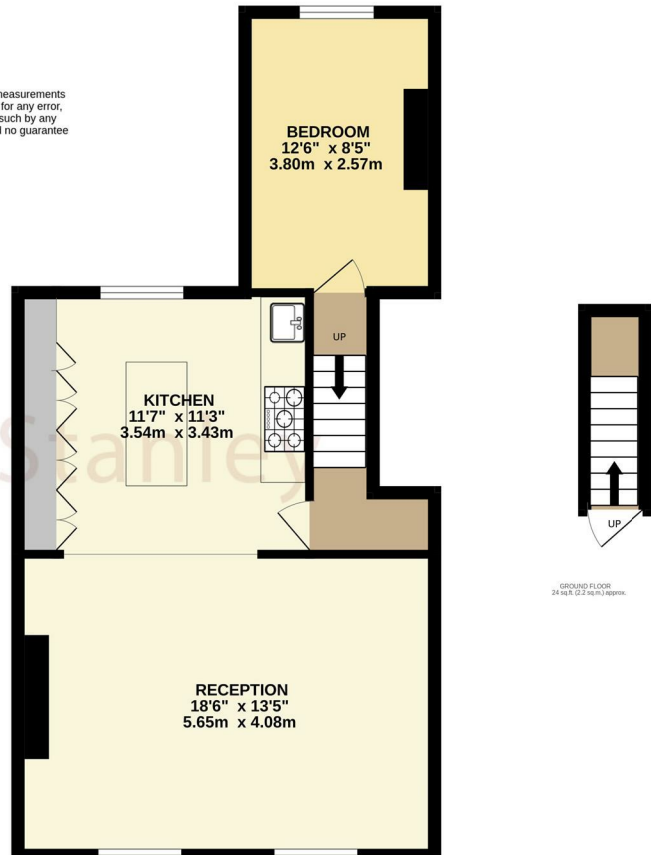 measurements
for any error,
such by any
no guarantee
BEDROOM
12'6" x 8'5"
3.80m x 2.57m
UP
KITCHEN
11'7" x 11'3"
3.54m x 3.43m
Stanley
RECEPTION
18'6" x 13'5"
5.65m x 4.08m
UP
GROUND FLOOR
24 sq.ft. (2.2 sq.m.) approx.